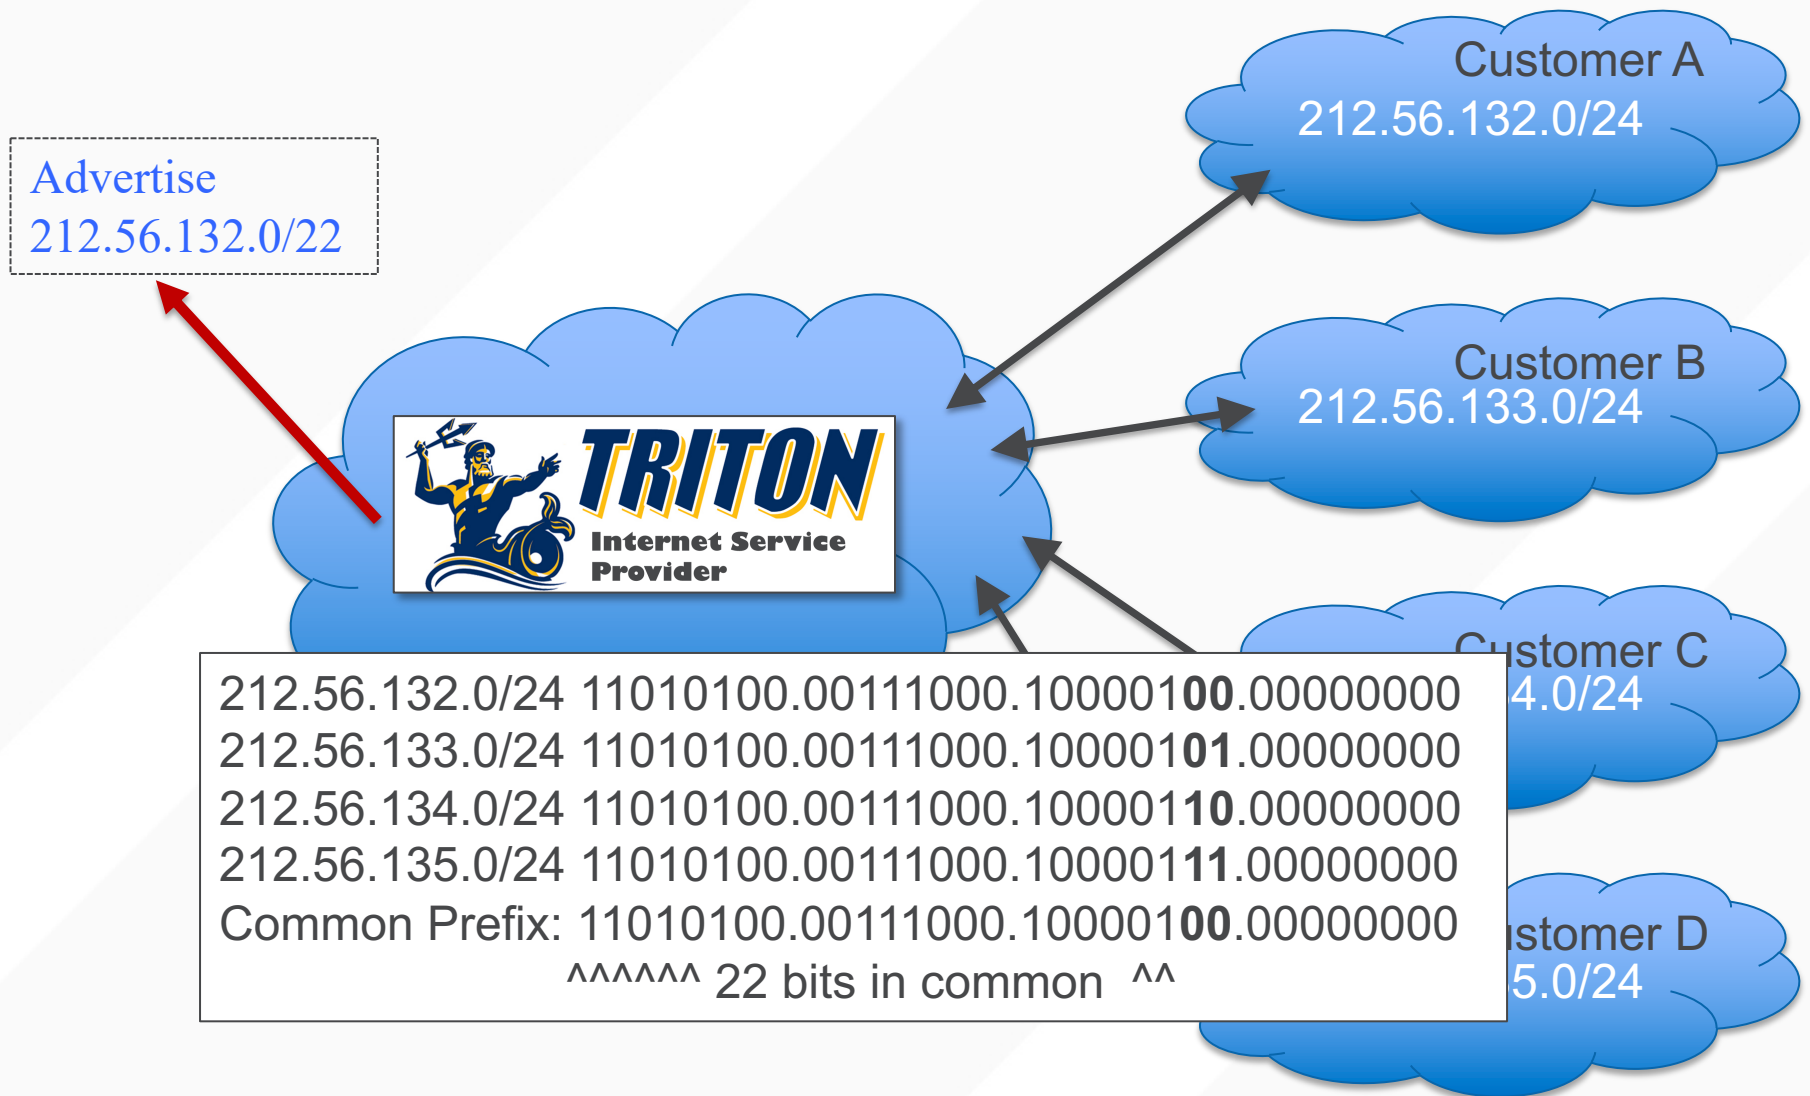 Advertise
212.56.132.0/22
TRITON
Internet Service
Provider
Customer A
212.56.132.0/24
Customer B
212.56.133.0/24
Customer C
4.0/24
Customer D
5.0/24
212.56.132.0/24 11010100.00111000.10000100.00000000
212.56.133.0/24 11010100.00111000.10000101.00000000
212.56.134.0/24 11010100.00111000.10000110.00000000
212.56.135.0/24 11010100.00111000.10000111.00000000
Common Prefix: 11010100.00111000.10000100.00000000
^^^^^^ 22 bits in common ^^